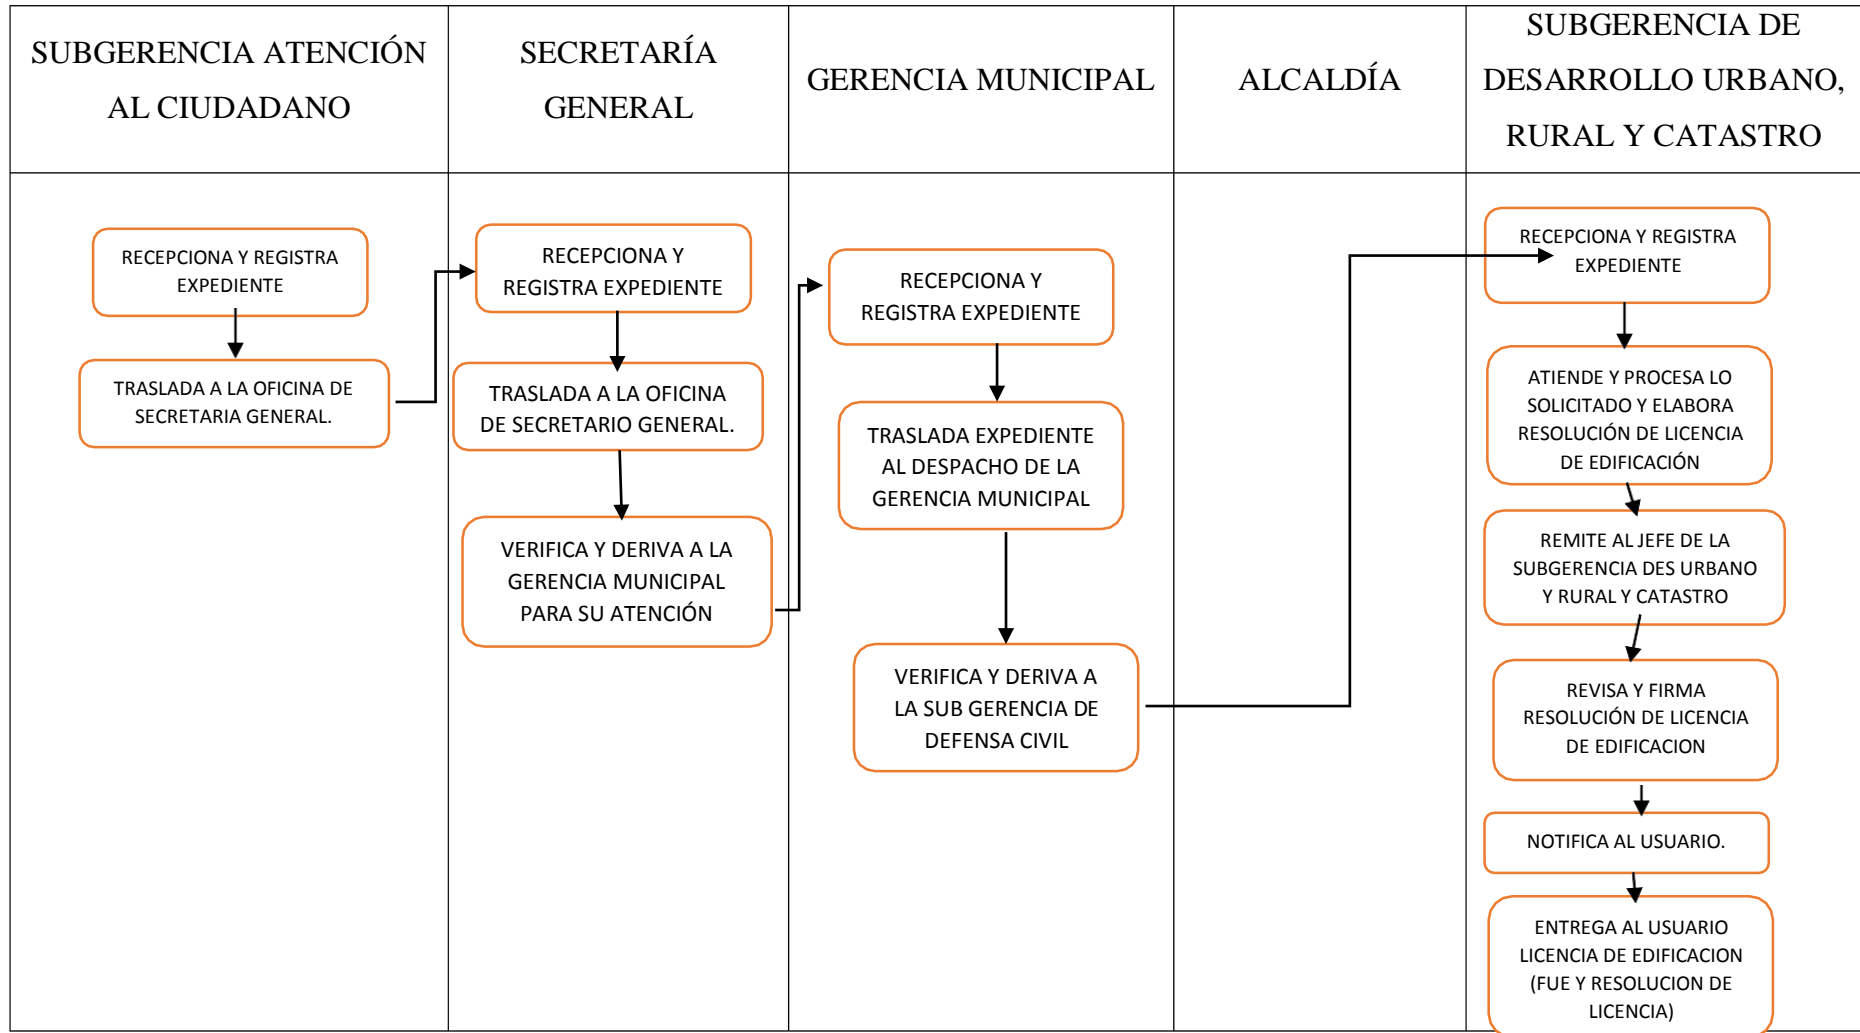 SUBGERENCIA ATENCIÓN
AL CIUDADANO
SECRETARÍA
GENERAL
GERENCIA MUNICIPAL
ALCALDÍA
SUBGERENCIA DE
DESARROLLO URBANO,
RURAL Y CATASTRO
RECEPCIONA Y REGISTRA
EXPEDIENTE
TRASLADA A LA OFICINA DE
SECRETARIA GENERAL.
RECEPCIONA Y
REGISTRA EXPEDIENTE
TRASLADA A LA OFICINA
DE SECRETARIO GENERAL.
VERIFICA Y DERIVA A LA
GERENCIA MUNICIPAL
PARA SU ATENCIÓN
RECEPCIONA Y
REGISTRA EXPEDIENTE
TRASLADA EXPEDIENTE
AL DESPACHO DE LA
GERENCIA MUNICIPAL
VERIFICA Y DERIVA A
LA SUB GERENCIA DE
DEFENSA CIVIL
RECEPCIONA Y REGISTRA
EXPEDIENTE
ATIENDE Y PROCESA LO
SOLICITADO Y ELABORA
RESOLUCIÓN DE LICENCIA
DE EDIFICACIÓN
REMITE AL JEFE DE LA
SUBGERENCIA DES URBANO
Y RURAL Y CATASTRO
REVISA Y FIRMA
RESOLUCIÓN DE LICENCIA
DE EDIFICACION
NOTIFICA AL USUARIO.
ENTREGA AL USUARIO
LICENCIA DE EDIFICACION
(FUE Y RESOLUCION DE
LICENCIA)